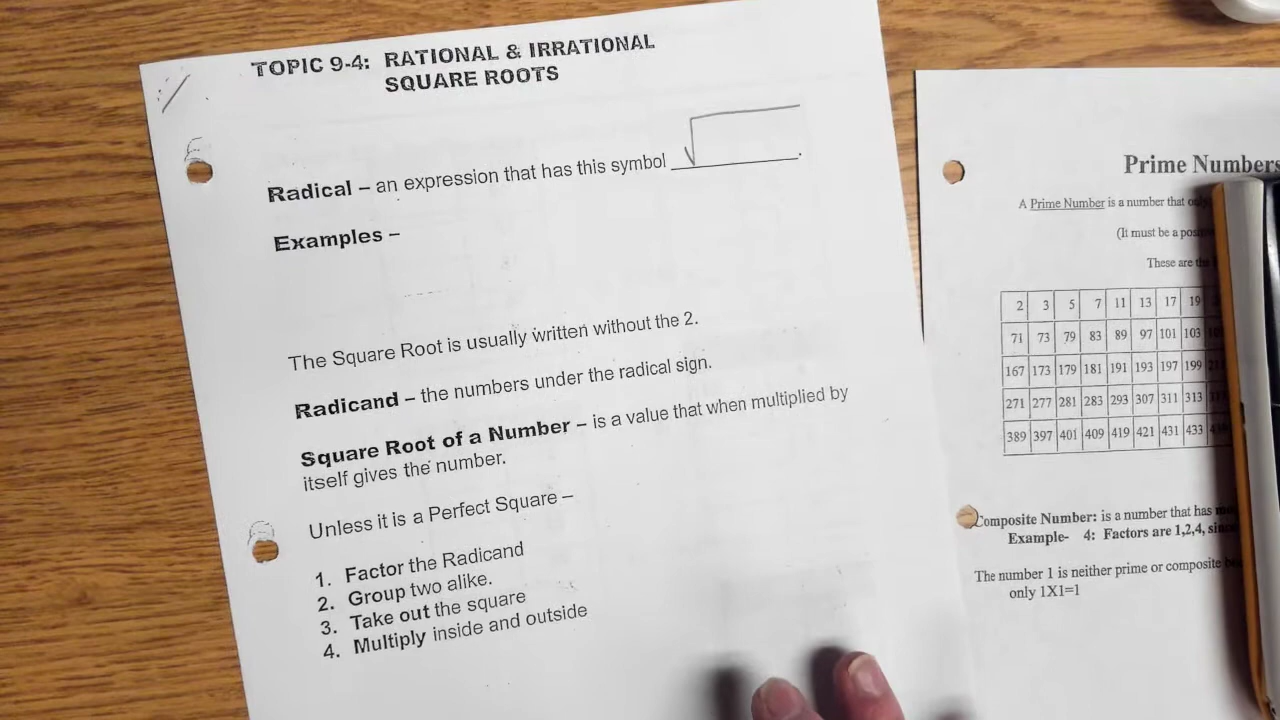 TOPIC 9-4: RATIONAL & IRRATIONAL
SQUARE ROOTS
Radical – an expression that has this symbol √ .
Examples –
The Square Root is usually written without the 2.
Radicand – the numbers under the radical sign.
Square Root of a Number – is a value that when multiplied by
itself gives the number.
Unless it is a Perfect Square –
1. Factor the Radicand
2. Group two alike.
3. Take out the square
4. Multiply inside and outside
Prime Numbers
A Prime Number is a number that
(It must be a
These are
2 3 5 7 11 13 17 19
71 73 79 83 89 97 101 103
167 173 179 181 191 193 197 199
271 277 281 283 293 307 311 313
389 397 401 409 419 421 431 433
Composite Number: is a number that has
Example- 4: Factors are 1,2,4,
The number 1 is neither prime or composite
only 1X1=1